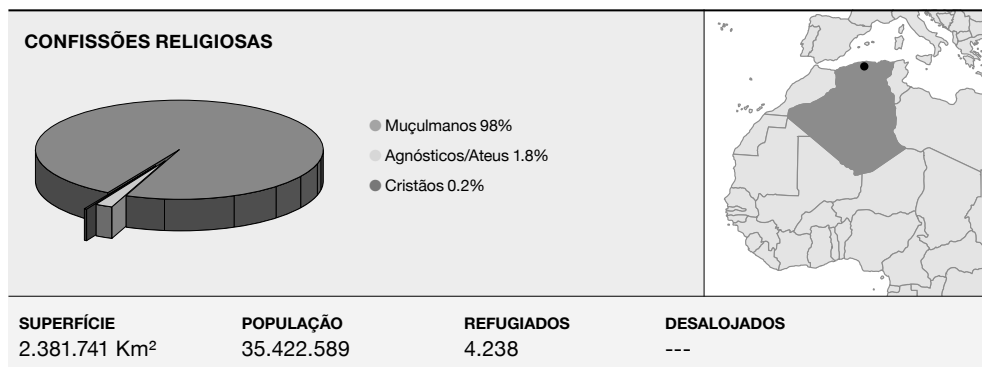 CONFISSÕES RELIGIOSAS
Muçulmanos 98%
Agnósticos/Ateus 1.8%
Cristãos 0.2%
SUPERFÍCIE POPULAÇÃO REFUGIADOS DESALOJADOS
2.381.741 Km² 35.422.589 4.238 ---